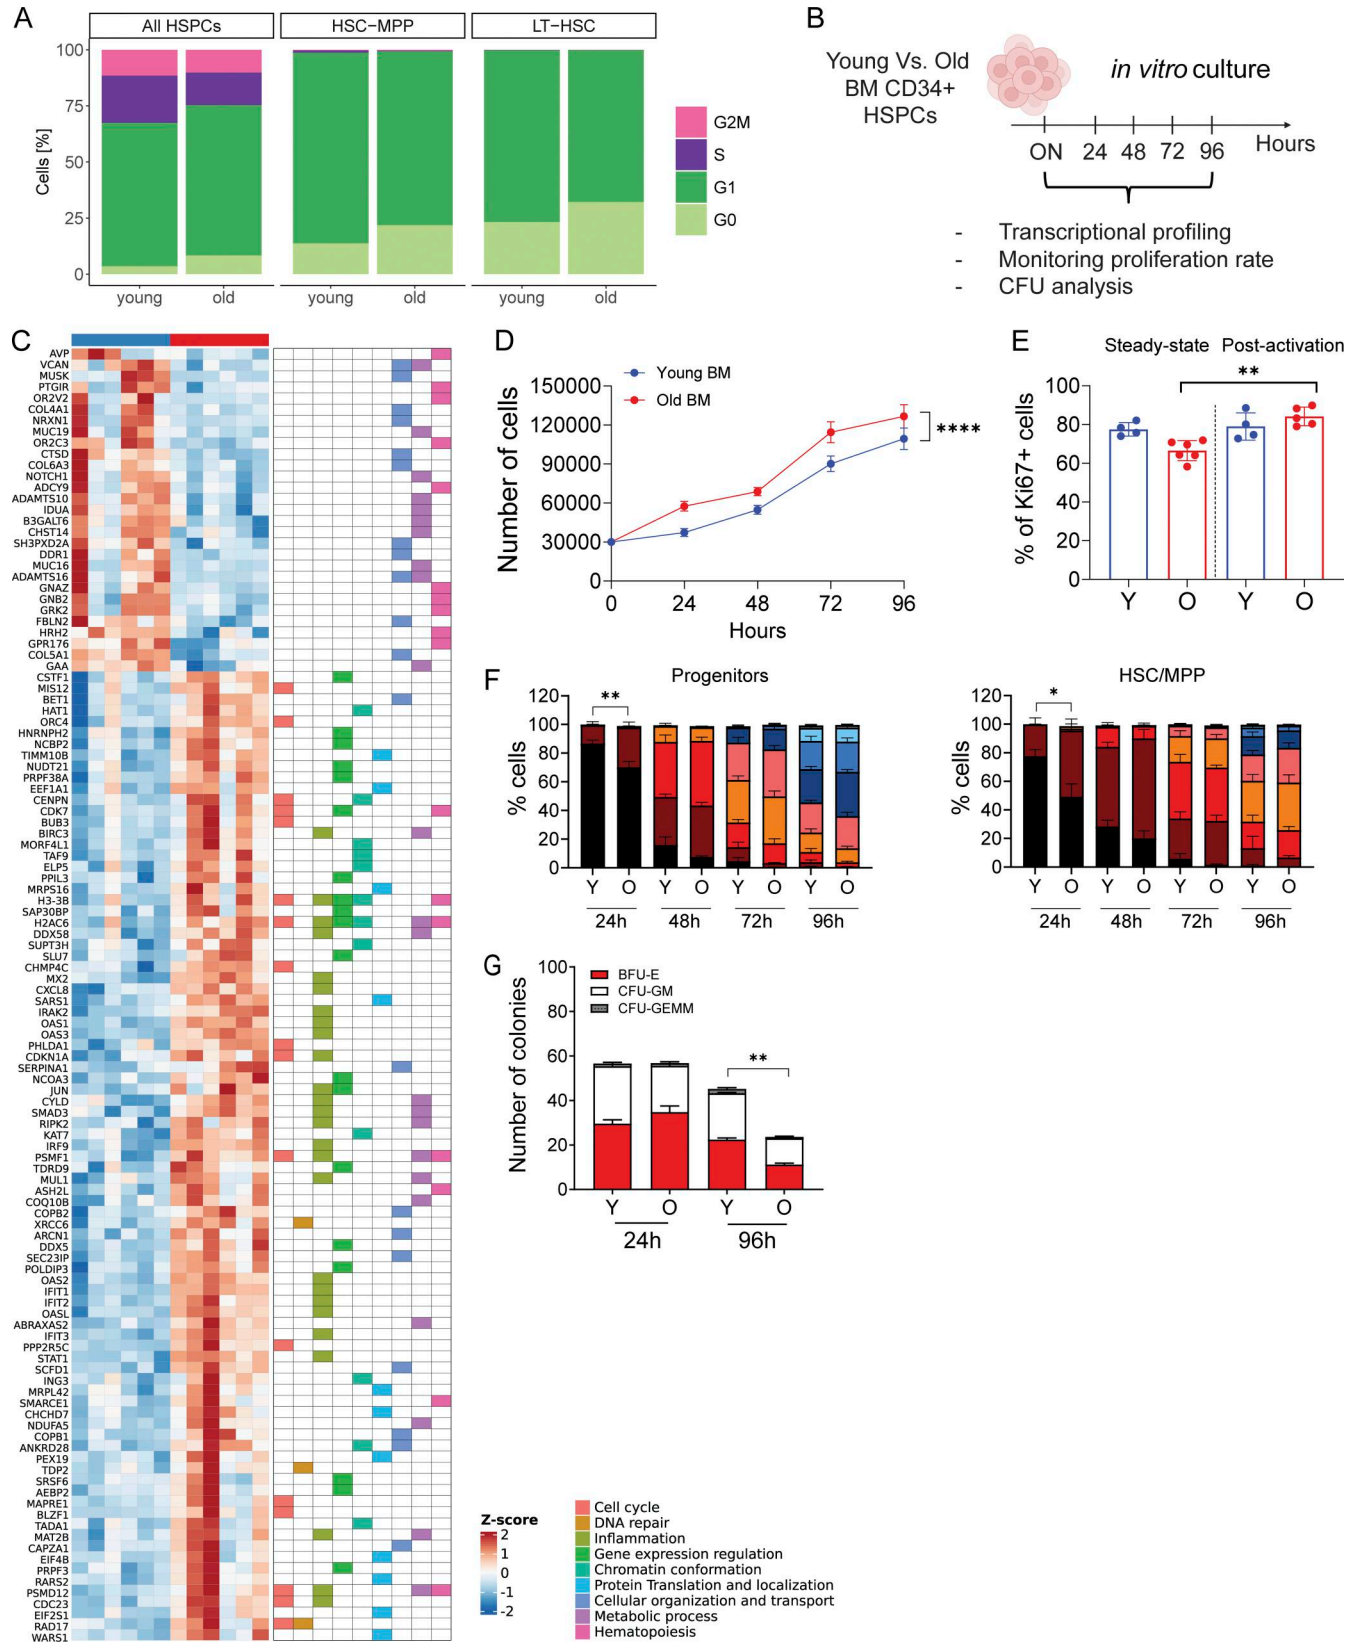 A
All HSPCs
HSC−MPP
LT−HSC
Cells [%]
100
75
50
25
0
young
old
young
old
young
old
G2M
S
G1
G0
B
Young Vs. Old
BM CD34+
HSPCs
in vitro culture
ON 24 48 72 96
Hours
- Transcriptional profiling
- Monitoring proliferation rate
- CFU analysis
C
AVP
VCAN
MUSK
PTGIR
OR2V2
COL4A1
NRXN1
MUC19
OR2C3
CTSD
COL6A3
NOTCH1
ADCY9
ADAMTS10
IDUA
B3GALT6
CHST14
SH3PXD2A
DDR1
MUC16
ADAMTS16
GNAZ
GNB2
GRK2
FBLN2
HRH2
GPR176
COL5A1
GAA
CSTF1
MIS12
BET1
HAT1
ORC4
HNRNPH2
NCBP2
TIMM10B
NUDT21
PRPF38A
EEF1A1
CENPN
CDK7
BUB3
BIRC3
MORF4L1
TAF9
ELP5
PPIL3
MRPS16
H3-3B
SAP30BP
H2AC6
DDX58
SUPT3H
SLU7
CHMP4C
MX2
CXCL8
SARS1
IRAK2
OAS1
OAS3
PHLDA1
CDKN1A
SERPINA1
NCOA3
JUN
CYLD
SMAD3
RIPK2
KAT7
IRF9
PSMF1
TDRD9
MUL1
ASH2L
COQ10B
COPB2
XRCC6
ARCN1
DDX5
SEC23IP
POLDIP3
OAS2
IFIT1
IFIT2
OASL
ABRAXAS2
IFIT3
PPP2R5C
STAT1
SCFD1
ING3
MRPL42
SMARCE1
CHCHD7
NDUFA5
COPB1
ANKRD28
PEX19
TDP2
SRSF6
AEBP2
MAPRE1
BLZF1
TADA1
MAT2B
CAPZA1
EIF4B
PRPF3
RARS2
PSMD12
CDC23
EIF2S1
RAD17
WARS1
Z-score
2
1
0
-1
-2
Cell cycle
DNA repair
Inflammation
Gene expression regulation
Chromatin conformation
Protein Translation and localization
Cellular organization and transport
Metabolic process
Hematopoiesis
D
Number of cells
150000
120000
90000
60000
30000
0
Young BM
Old BM
****
0 24 48 72 96
Hours
E
Steady-state Post-activation
**
% of Ki67+ cells
100
80
60
40
20
0
Y O Y O
F
Progenitors
% cells
120
100
80
60
40
20
0
**
Y O Y O Y O Y O
24h 48h 72h 96h
HSC/MPP
% cells
120
100
80
60
40
20
0
*
Y O Y O Y O Y O
24h 48h 72h 96h
G
Number of colonies
100
80
60
40
20
0
BFU-E
CFU-GM
CFU-GEMM
**
Y O Y O
24h 96h